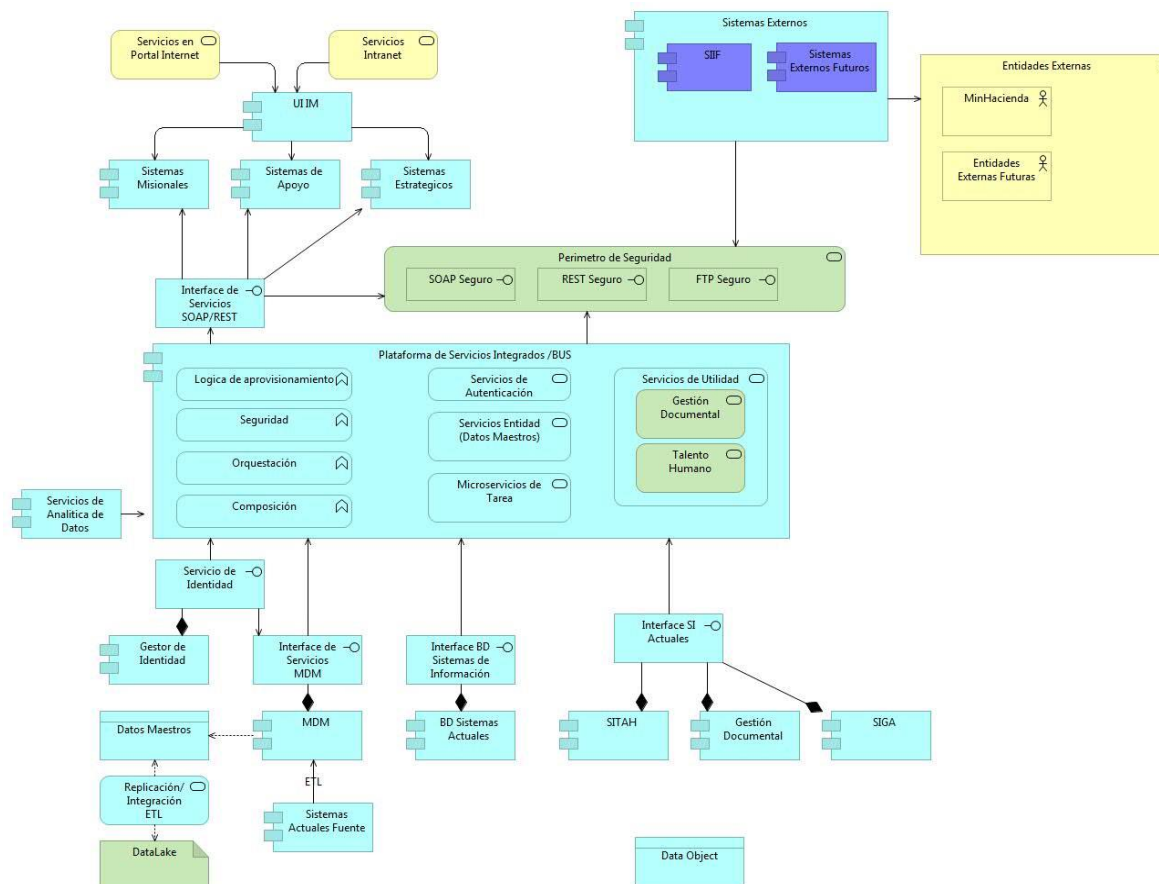 Servicios en
Portal Internet
Servicios
Intranet
UI IM
Sistemas
Misionales
Sistemas de
Apoyo
Sistemas
Estrategicos
Sistemas Externos
SIIF
Sistemas
Externos Futuros
Entidades Externas
MinHacienda
Entidades
Externas Futuras
Perimetro de Seguridad
SOAP Seguro
REST Seguro
FTP Seguro
Interface de
Servicios
SOAP/REST
Plataforma de Servicios Integrados /BUS
Logica de aprovisionamiento
Seguridad
Orquestación
Composición
Servicios de
Autenticación
Servicios Entidad
(Datos Maestros)
Microservicios de
Tarea
Servicios de Utilidad
Gestión
Documental
Talento
Humano
Servicios de
Analitica de
Datos
Servicio de
Identidad
Gestor de
Identidad
Interface de
Servicios
MDM
Interface BD
Sistemas de
Información
Interface SI
Actuales
Datos Maestros
MDM
BD Sistemas
Actuales
SITAH
Gestión
Documental
SIGA
Replicación/
Integración
ETL
ETL
Sistemas
Actuales Fuente
DataLake
Data Object